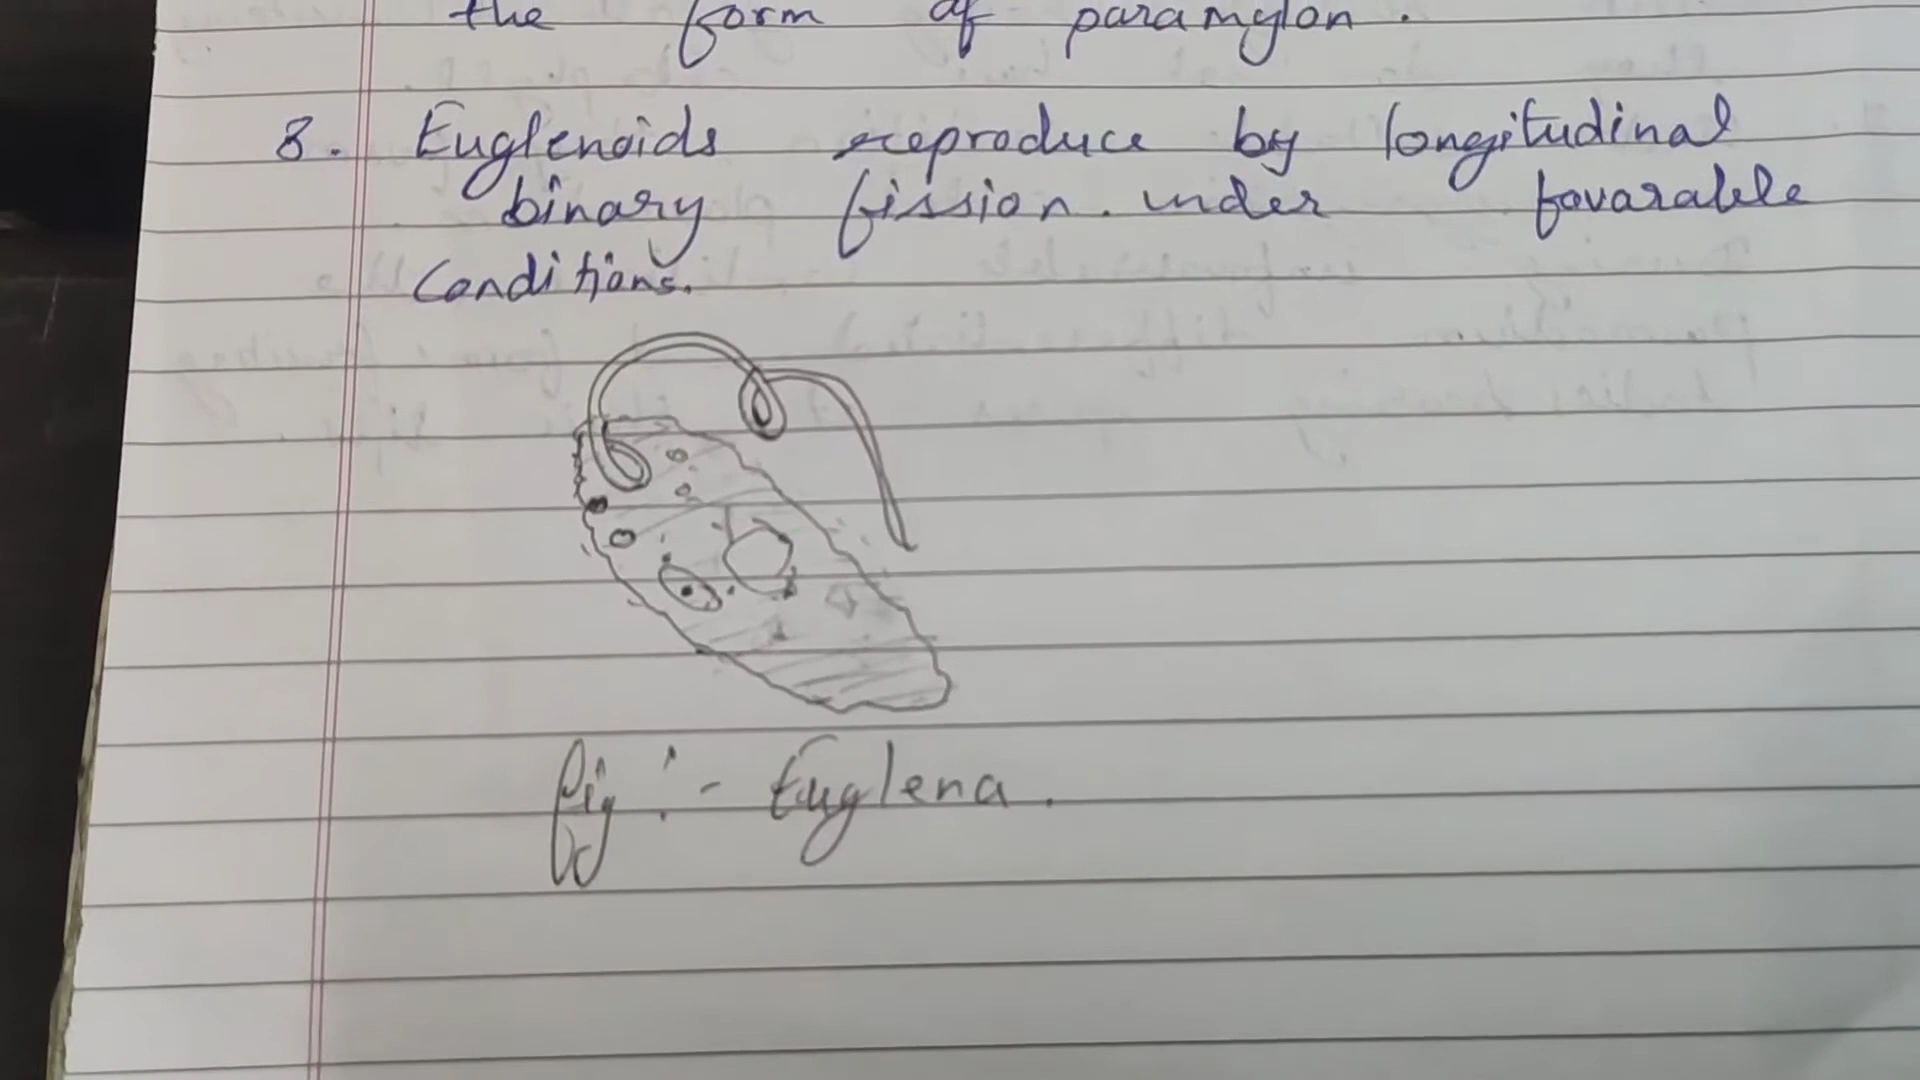 the form of paramylon.
8. Euglenoids reproduce by longitudinal
binary fission. under favarable
Conditions.
fig :- Euglena.